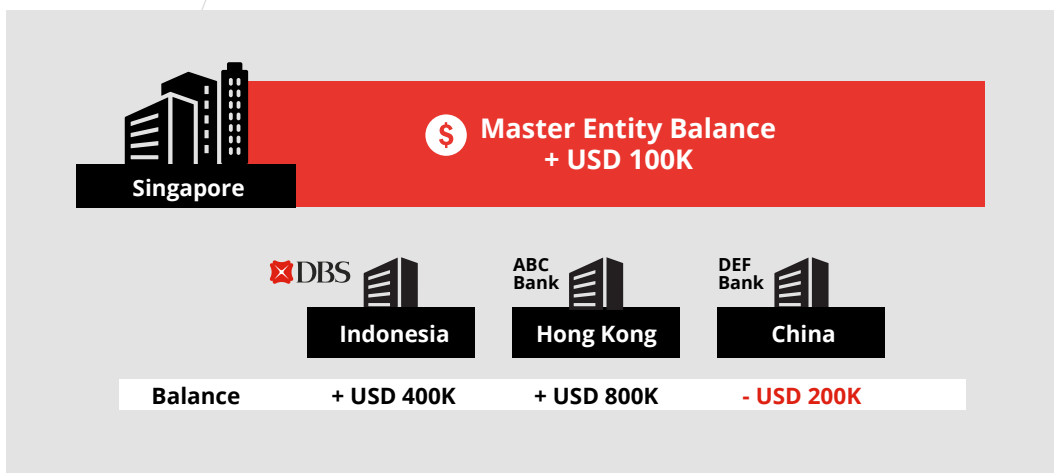 $ Master Entity Balance
+ USD 100K
Singapore
DBS
ABC
Bank
DEF
Bank
Indonesia
Hong Kong
China
Balance + USD 400K + USD 800K - USD 200K